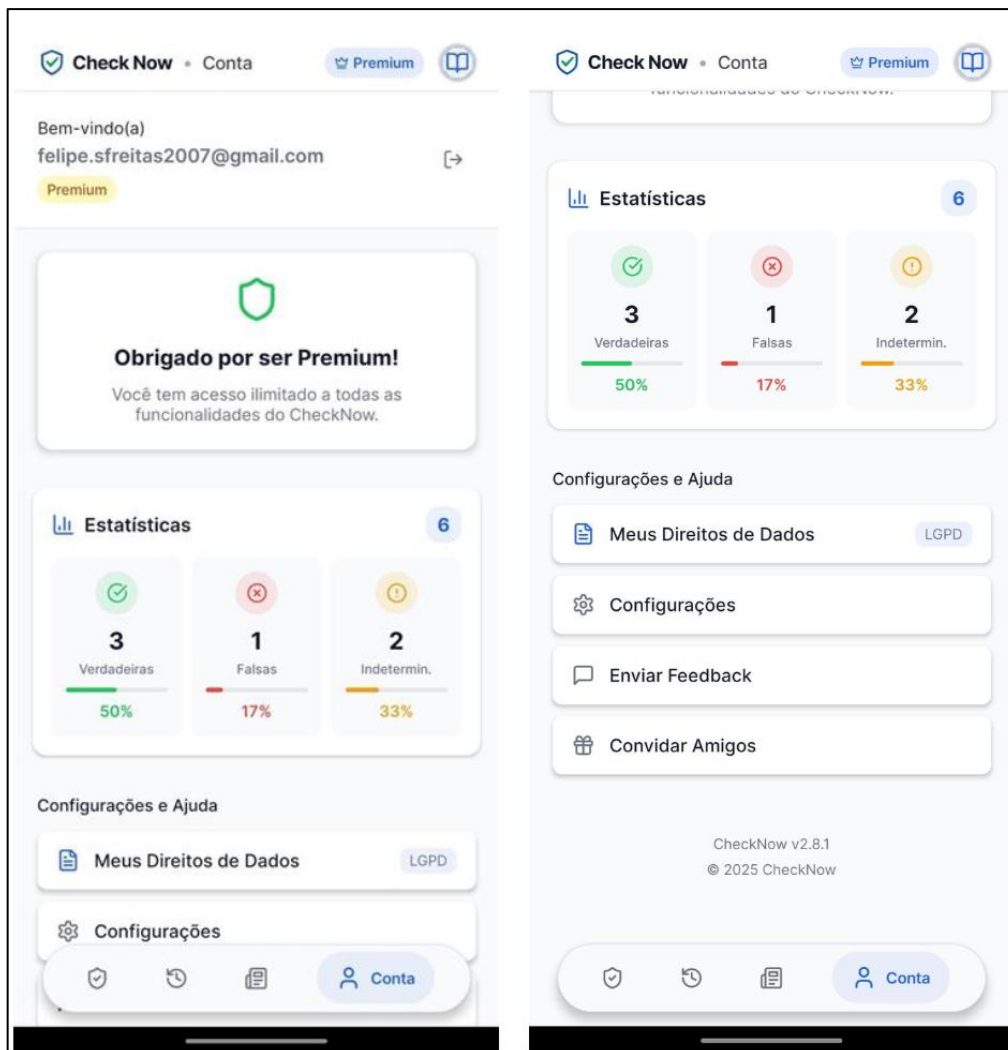 Check Now • Conta
Premium
Bem-vindo(a)
felipe.sfreitas2007@gmail.com
Premium
Obrigado por ser Premium!
Você tem acesso ilimitado a todas as
funcionalidades do CheckNow.
Estatísticas
6
3
1
2
Verdadeiras
Falsas
Indetermin.
50%
17%
33%
Configurações e Ajuda
Meus Direitos de Dados
LGPD
Configurações
Conta
Check Now • Conta
Premium
funcionalidades do CheckNow.
Estatísticas
6
3
1
2
Verdadeiras
Falsas
Indetermin.
50%
17%
33%
Configurações e Ajuda
Meus Direitos de Dados
LGPD
Configurações
Enviar Feedback
Convidar Amigos
CheckNow v2.8.1
© 2025 CheckNow
Conta